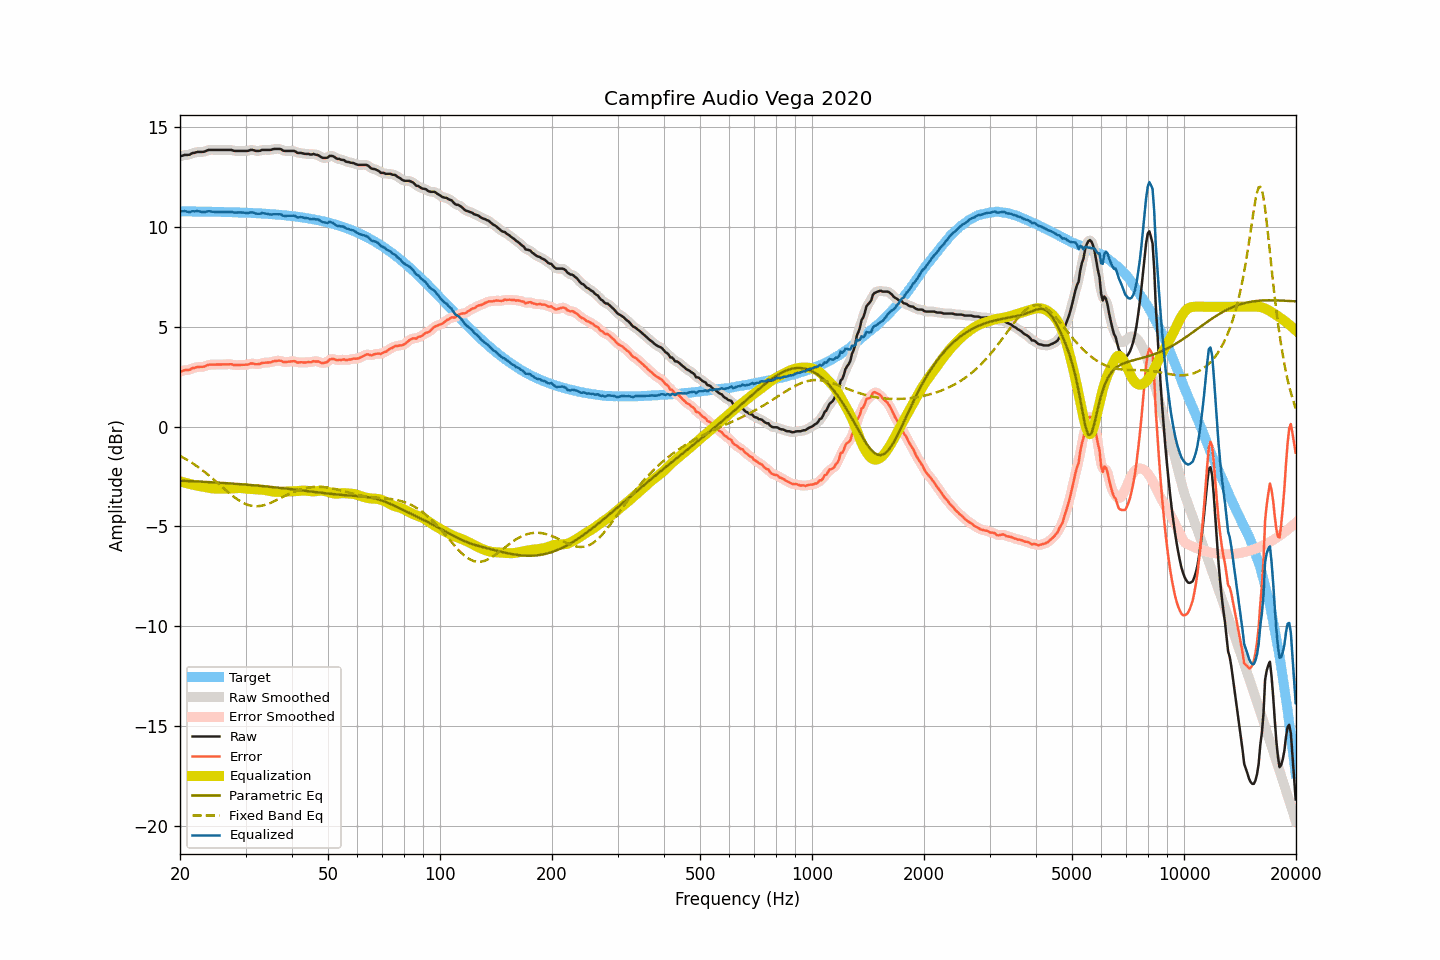 Campfire Audio Vega 2020
15
10
5
0
−5
−10
−15
−20
Amplitude (dBr)
Target
Raw Smoothed
Error Smoothed
Raw
Error
Equalization
Parametric Eq
Fixed Band Eq
Equalized
20 50 100 200 500 1000 2000 5000 10000 20000
Frequency (Hz)